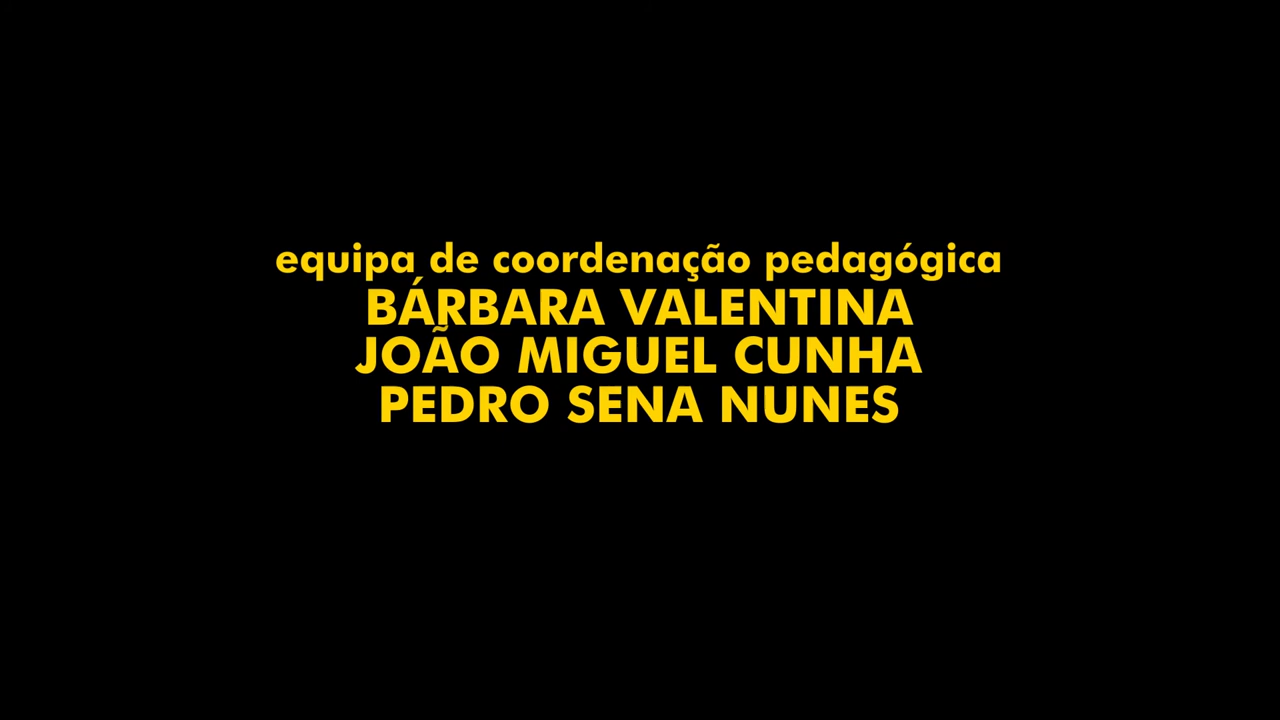 equipa de coordenação pedagógica
BÁRBARA VALENTINA
JOÃO MIGUEL CUNHA
PEDRO SENA NUNES